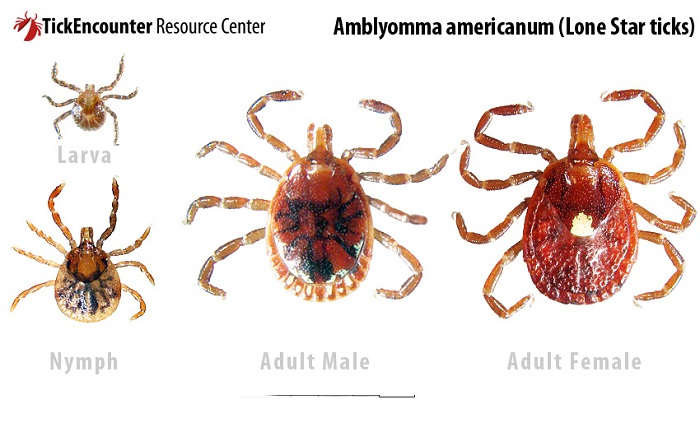 TickEncounter Resource Center
Amblyomma americanum (Lone Star ticks)
Larva
Nymph
Adult Male
Adult Female